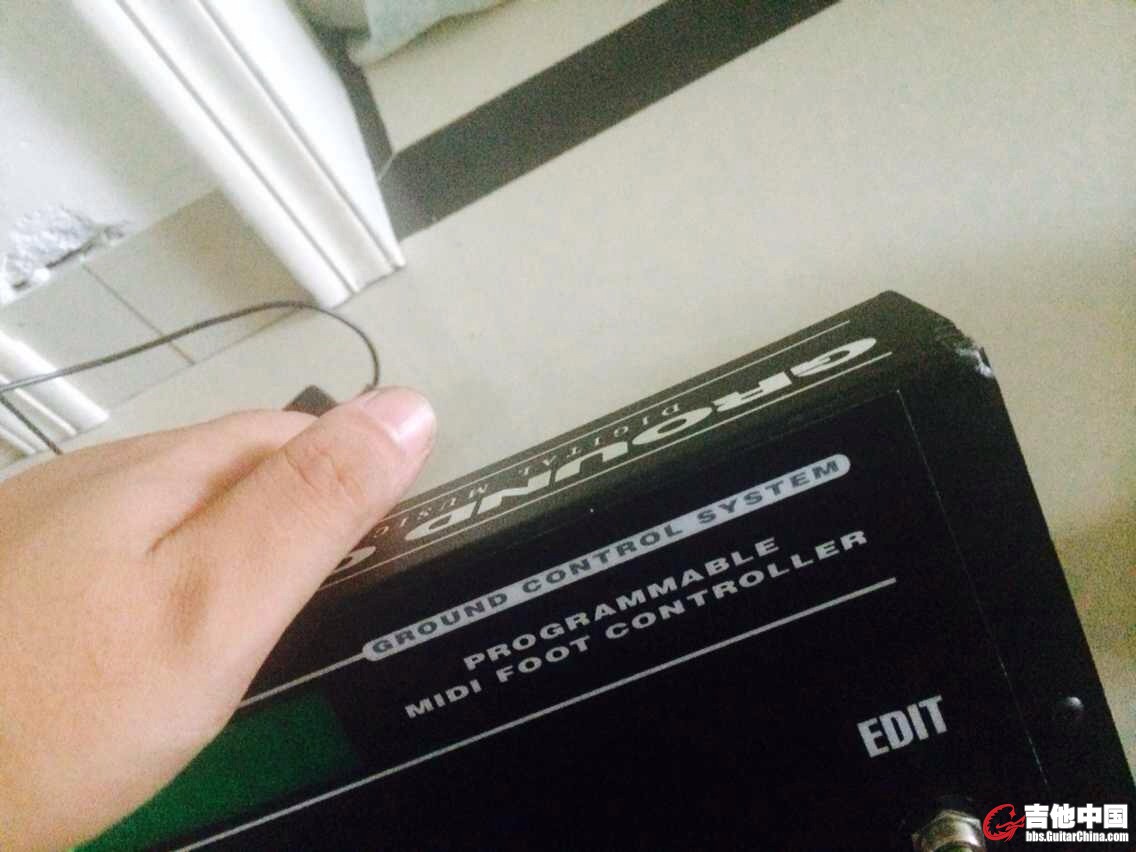 GROUND C
DIGITAL MUSIC
GROUND CONTROL SYSTEM
PROGRAMMABLE
MIDI FOOT CONTROLLER
EDIT
吉他中国
bbs.GuitarChina.com